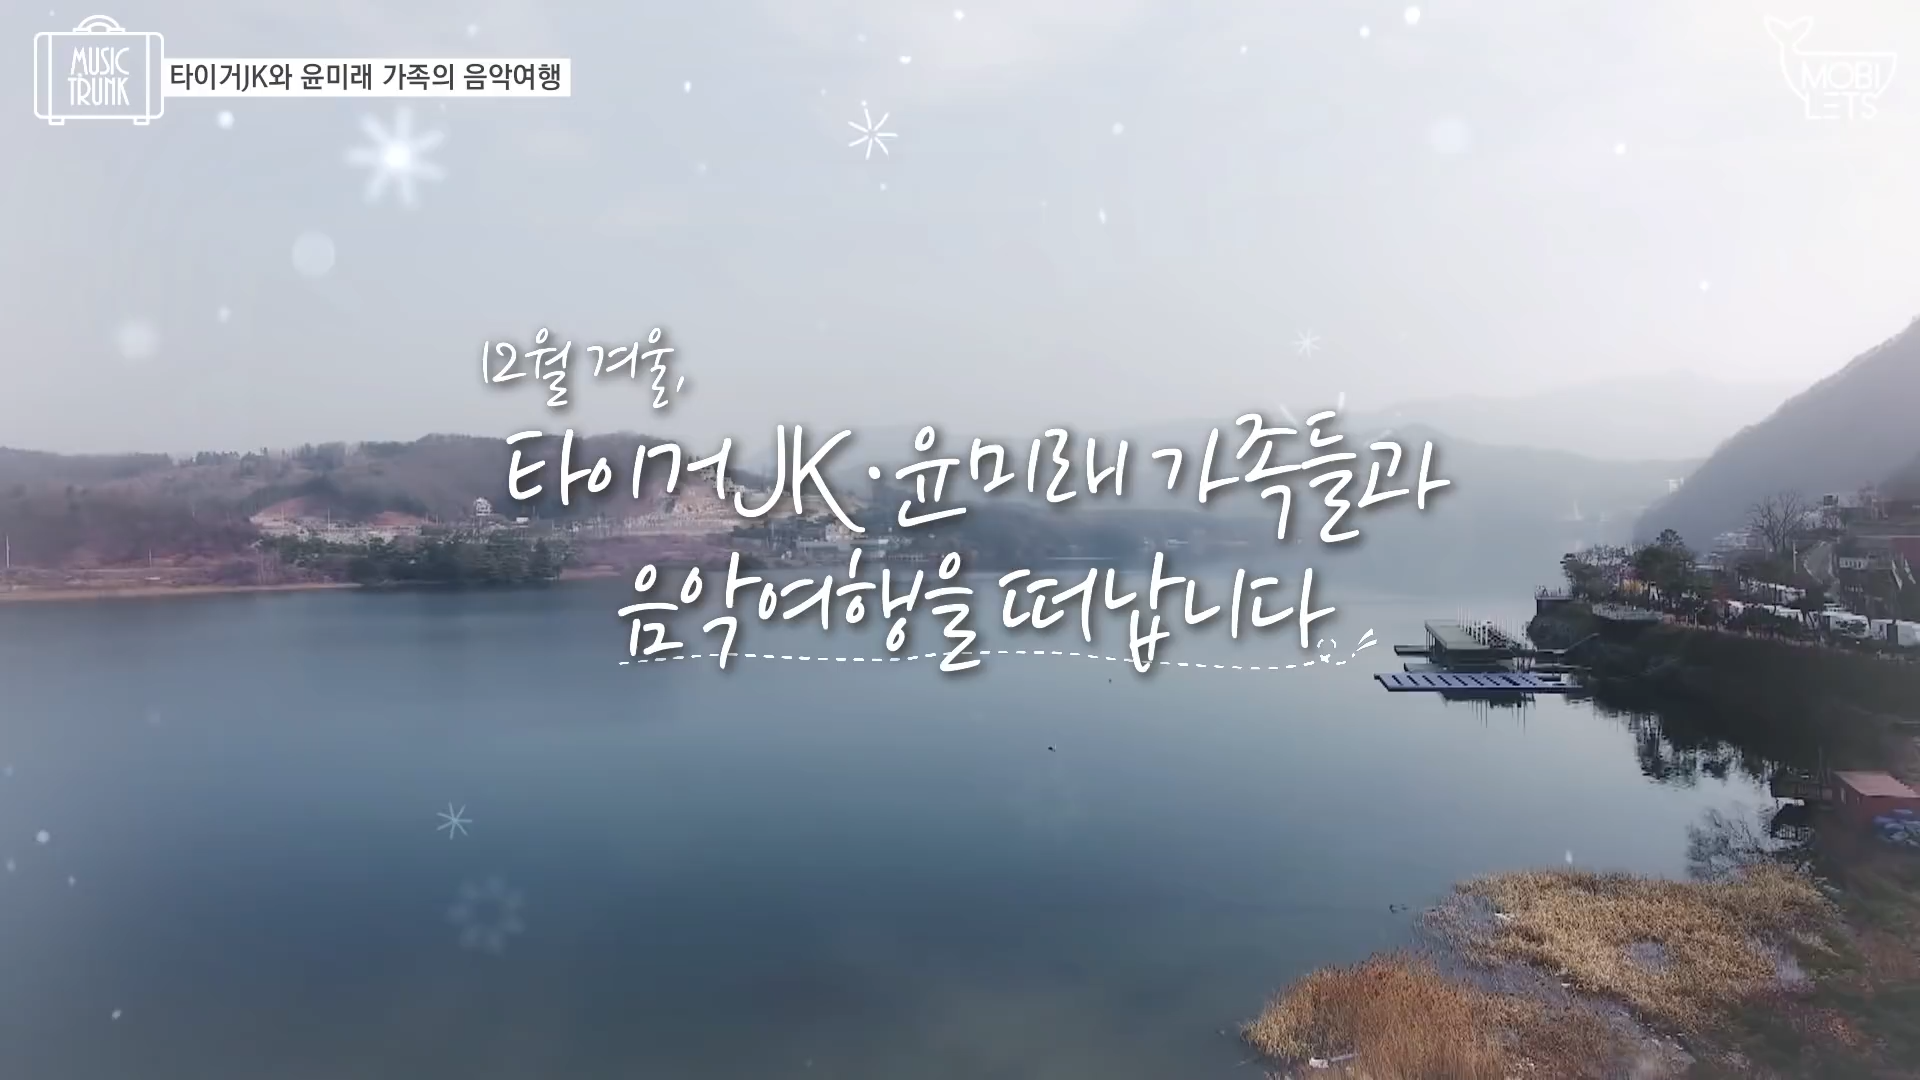 MUSIC
TRUNK
타이거JK와 윤미래 가족의 음악여행
MOBI
LETS
12월 겨울,
타이거JK·윤미래 가족들과
음악여행을 떠납니다